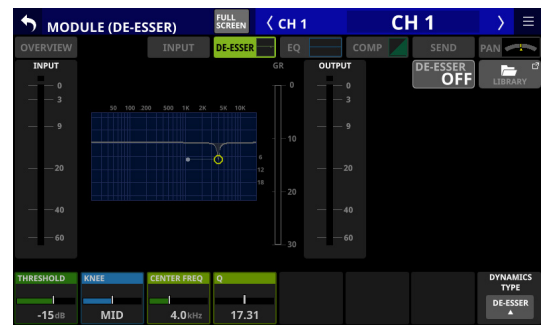 MODULE (DE-ESSER)
FULL
SCREEN
CH 1
CH 1
OVERVIEW
INPUT
DE-ESSER
EQ
COMP
SEND
PAN
INPUT
GR
OUTPUT
DE-ESSER
OFF
LIBRARY
0
3
9
20
40
60
50 100 200 500 1K 2K 5K 10K
6
12
18
0
10
20
30
0
3
9
20
40
60
THRESHOLD
KNEE
CENTER FREQ
Q
DYNAMICS
TYPE
-15dB
MID
4.0kHz
17.31
DE-ESSER